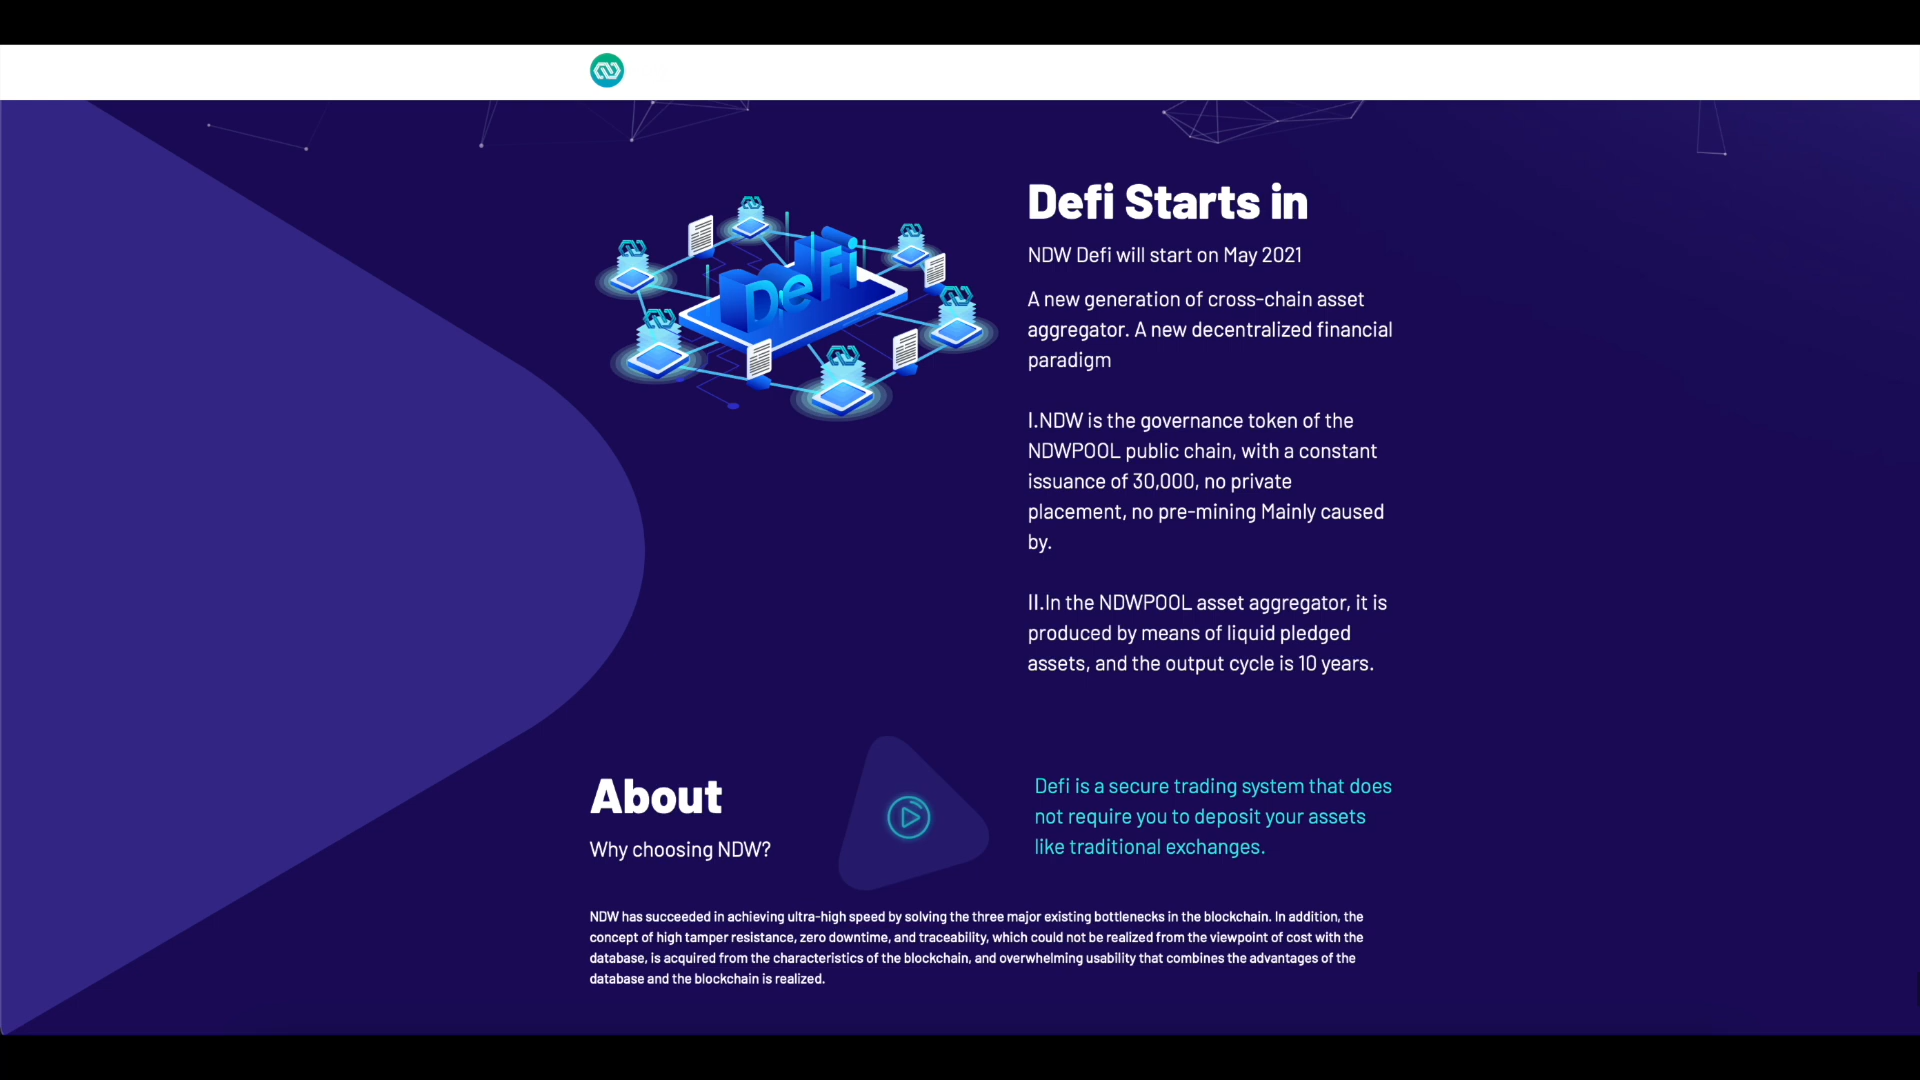 DeFi
Defi Starts in
NDW Defi will start on May 2021
A new generation of cross-chain asset
aggregator. A new decentralized financial
paradigm
I.NDW is the governance token of the
NDWPOOL public chain, with a constant
issuance of 30,000, no private
placement, no pre-mining Mainly caused
by.
II.In the NDWPOOL asset aggregator, it is
produced by means of liquid pledged
assets, and the output cycle is 10 years.
About
Why choosing NDW?
Defi is a secure trading system that does
not require you to deposit your assets
like traditional exchanges.
NDW has succeeded in achieving ultra-high speed by solving the three major existing bottlenecks in the blockchain. In addition, the
concept of high tamper resistance, zero downtime, and traceability, which could not be realized from the viewpoint of cost with the
database, is acquired from the characteristics of the blockchain, and overwhelming usability that combines the advantages of the
database and the blockchain is realized.